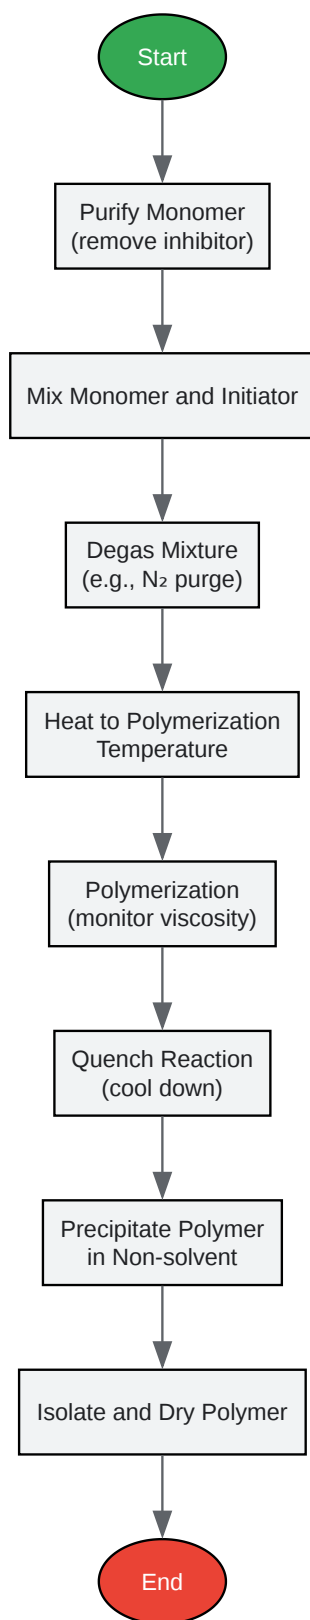 Start
Purify Monomer
(remove inhibitor)
Mix Monomer and Initiator
Degas Mixture
(e.g., N₂ purge)
Heat to Polymerization
Temperature
Polymerization
(monitor viscosity)
Quench Reaction
(cool down)
Precipitate Polymer
in Non-solvent
Isolate and Dry Polymer
End